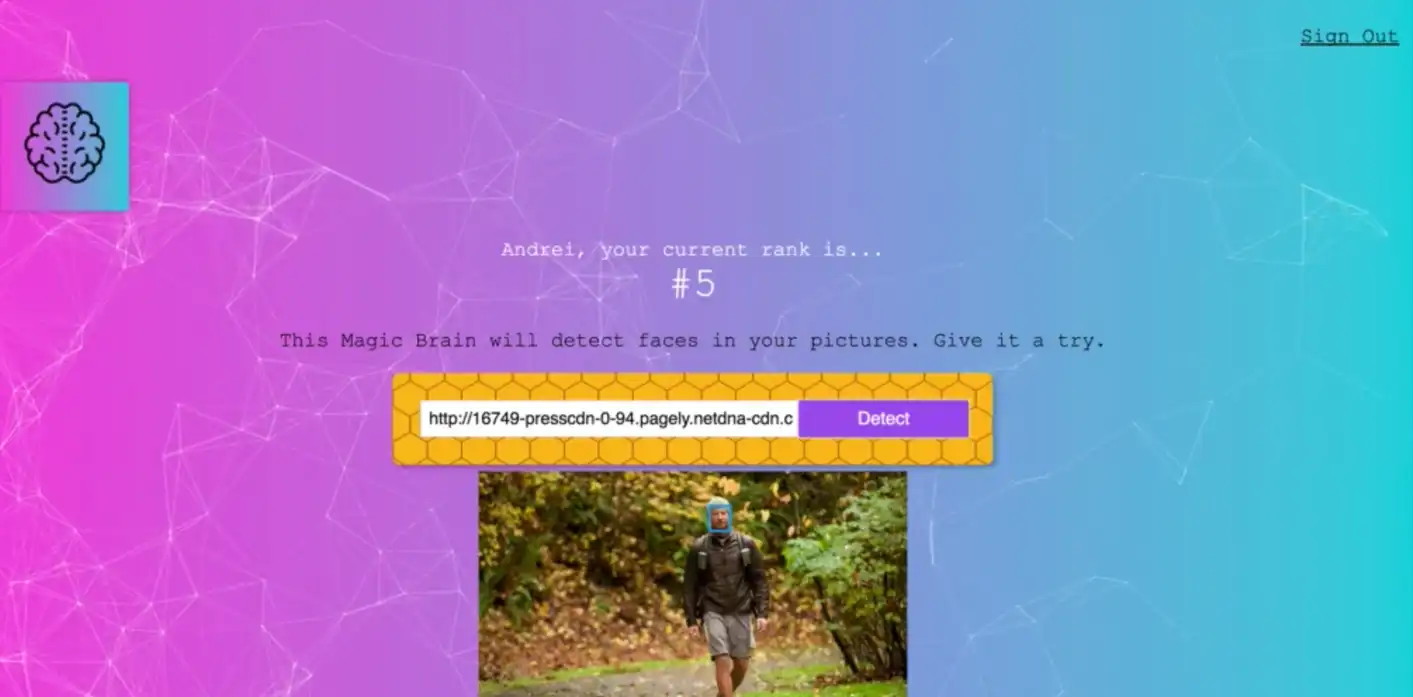 Sign Out
Andrei, your current rank is...
#5
This Magic Brain will detect faces in your pictures. Give it a try.
http://16749-presscdn-0-94.pagely.netdna-cdn.c
Detect